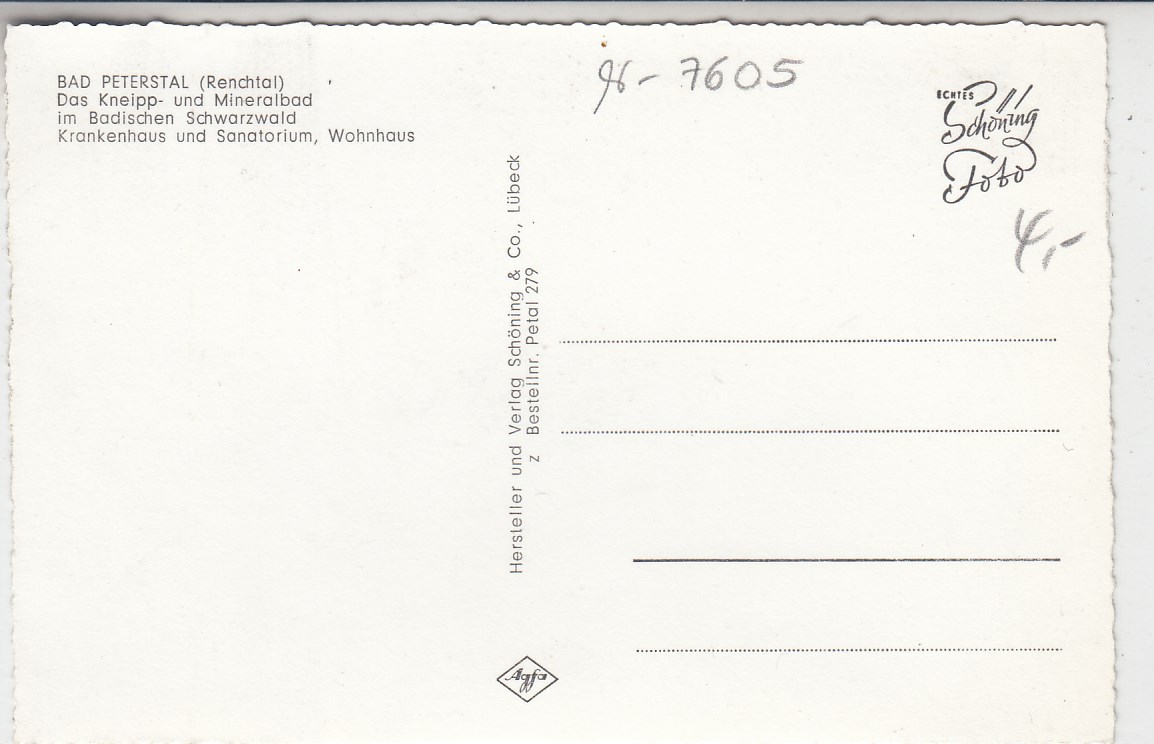 BAD PETERSTAL (Renchtal)
Das Kneipp- und Mineralbad
im Badischen Schwarzwald
Krankenhaus und Sanatorium, Wohnhaus
7605
ECHTES
Schöning
Foto
4,-
Hersteller und Verlag Schöning & Co., Lübeck
z Bestellnr. Petal 279
Agfa